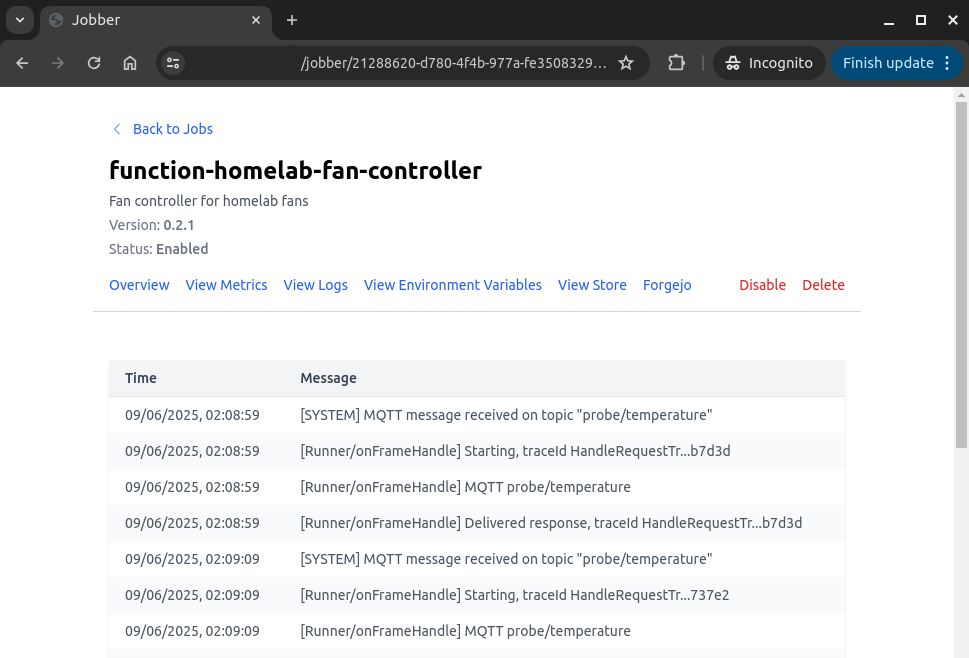 Jobber
/jobber/21288620-d780-4f4b-977a-fe3508329...
Incognito
Finish update
Back to Jobs
function-homelab-fan-controller
Fan controller for homelab fans
Version: 0.2.1
Status: Enabled
Overview View Metrics View Logs View Environment Variables View Store Forgejo Disable Delete
Time Message
09/06/2025, 02:08:59 [SYSTEM] MQTT message received on topic "probe/temperature"
09/06/2025, 02:08:59 [Runner/onFrameHandle] Starting, traceId HandleRequestTr...b7d3d
09/06/2025, 02:08:59 [Runner/onFrameHandle] MQTT probe/temperature
09/06/2025, 02:08:59 [Runner/onFrameHandle] Delivered response, traceId HandleRequestTr...b7d3d
09/06/2025, 02:09:09 [SYSTEM] MQTT message received on topic "probe/temperature"
09/06/2025, 02:09:09 [Runner/onFrameHandle] Starting, traceId HandleRequestTr...737e2
09/06/2025, 02:09:09 [Runner/onFrameHandle] MQTT probe/temperature